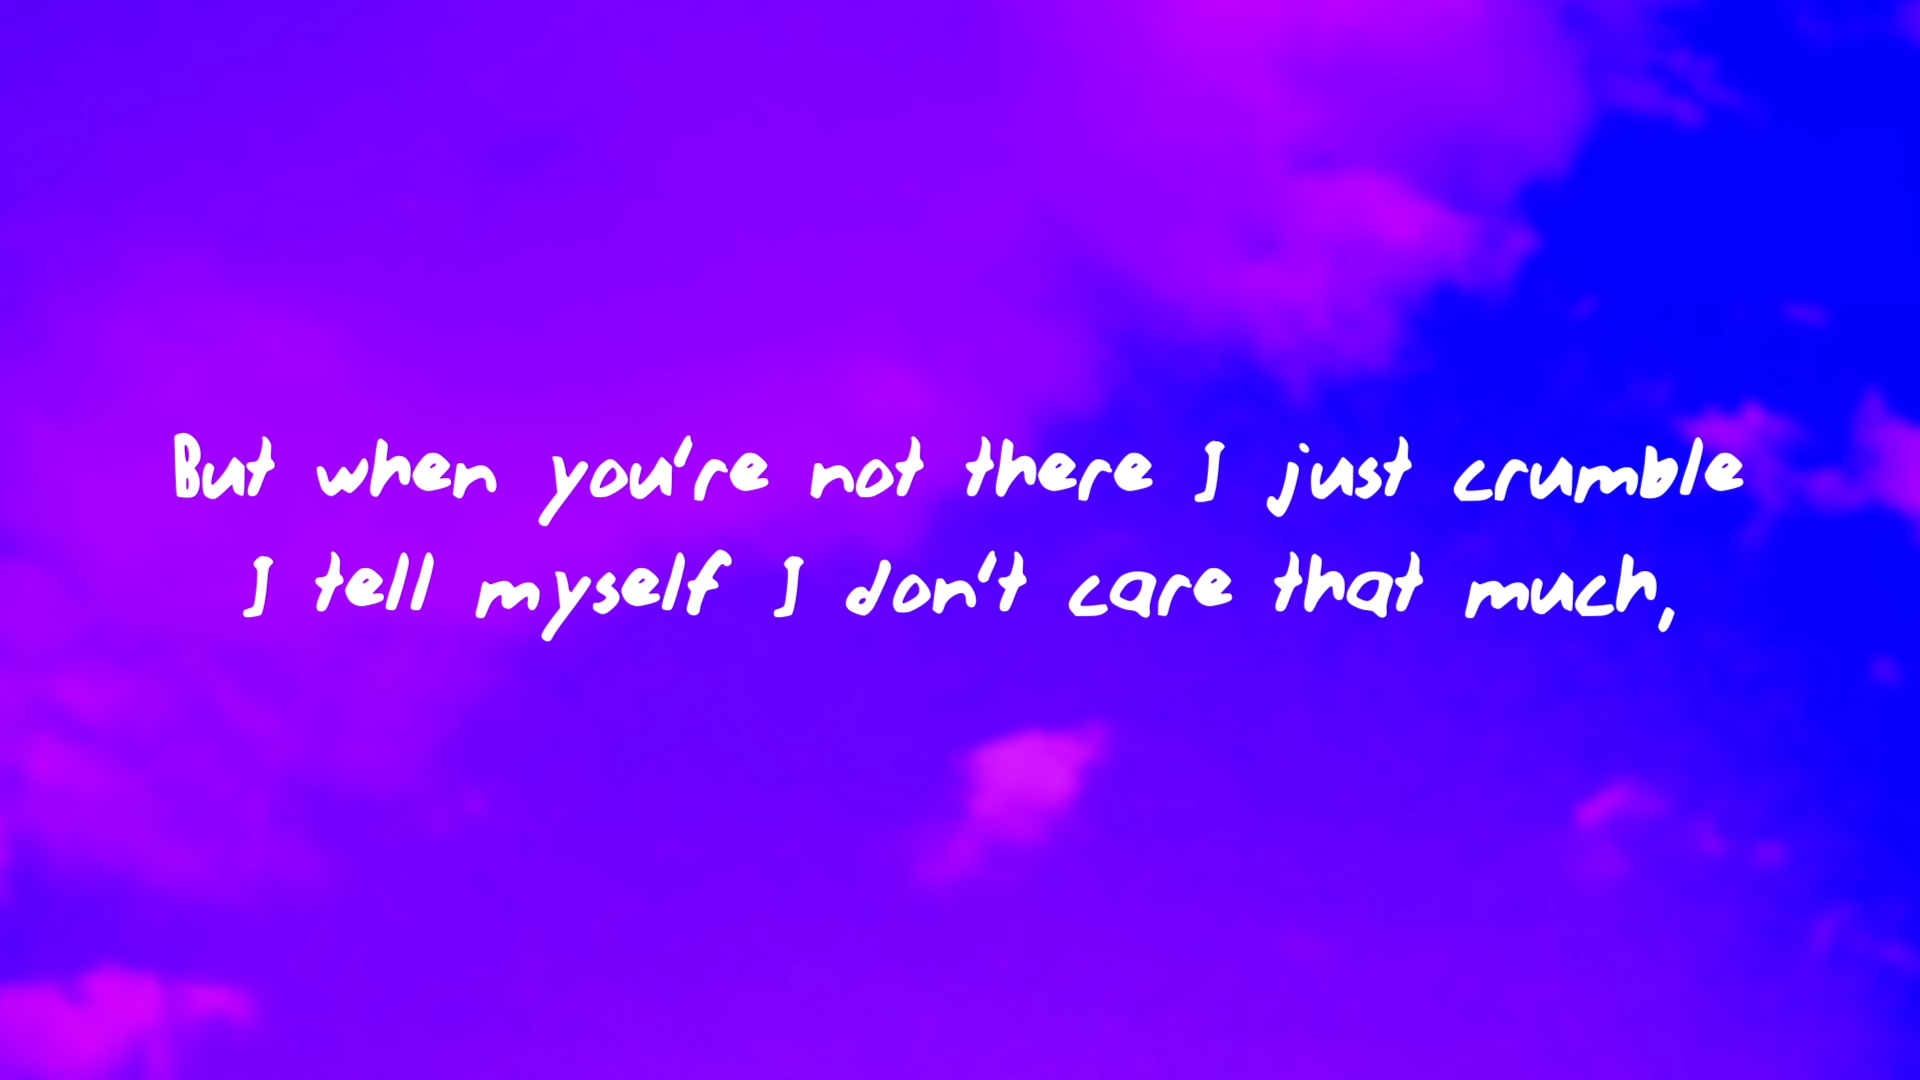 But when you're not there I just crumble
I tell myself I don't care that much,